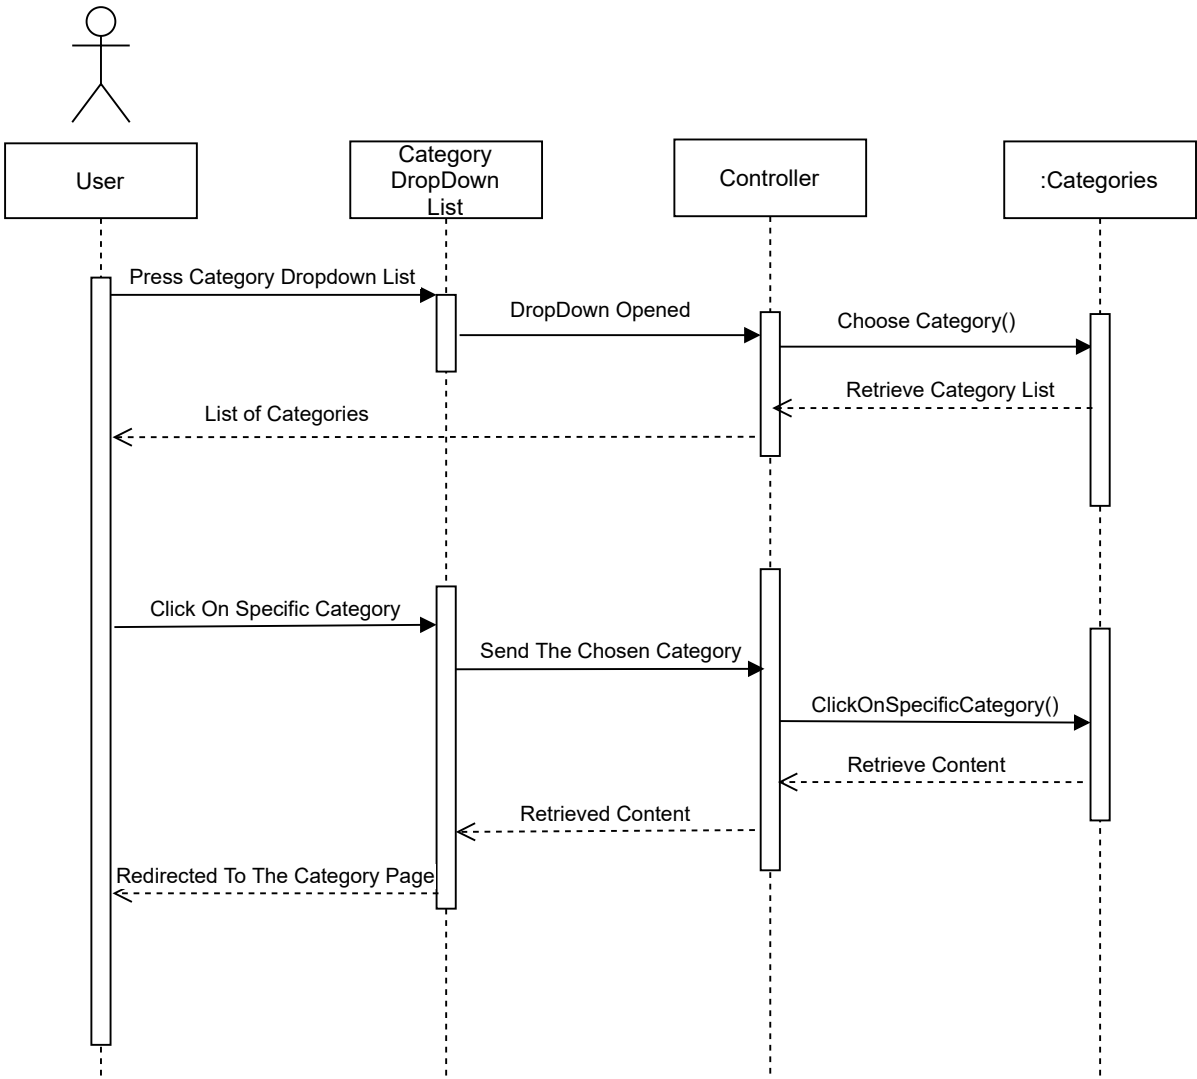 User
Category
DropDown
List
Controller
:Categories
Press Category Dropdown List
DropDown Opened
Choose Category()
Retrieve Category List
List of Categories
Click On Specific Category
Send The Chosen Category
ClickOnSpecificCategory()
Retrieve Content
Retrieved Content
Redirected To The Category Page